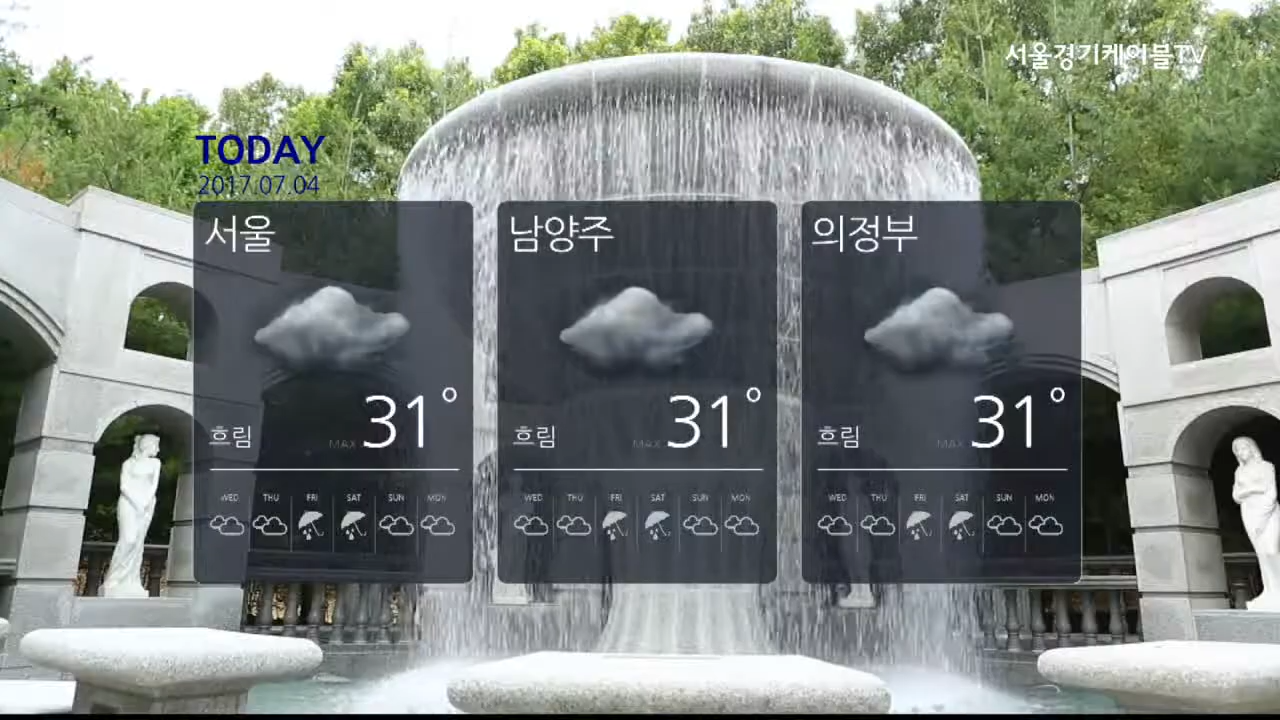 서울경기케이블TV
TODAY
2017.07.04
서울
흐림
MAX 31°
WED THU FRI SAT SUN MON
남양주
흐림
MAX 31°
WED THU FRI SAT SUN MON
의정부
흐림
MAX 31°
WED THU FRI SAT SUN MON